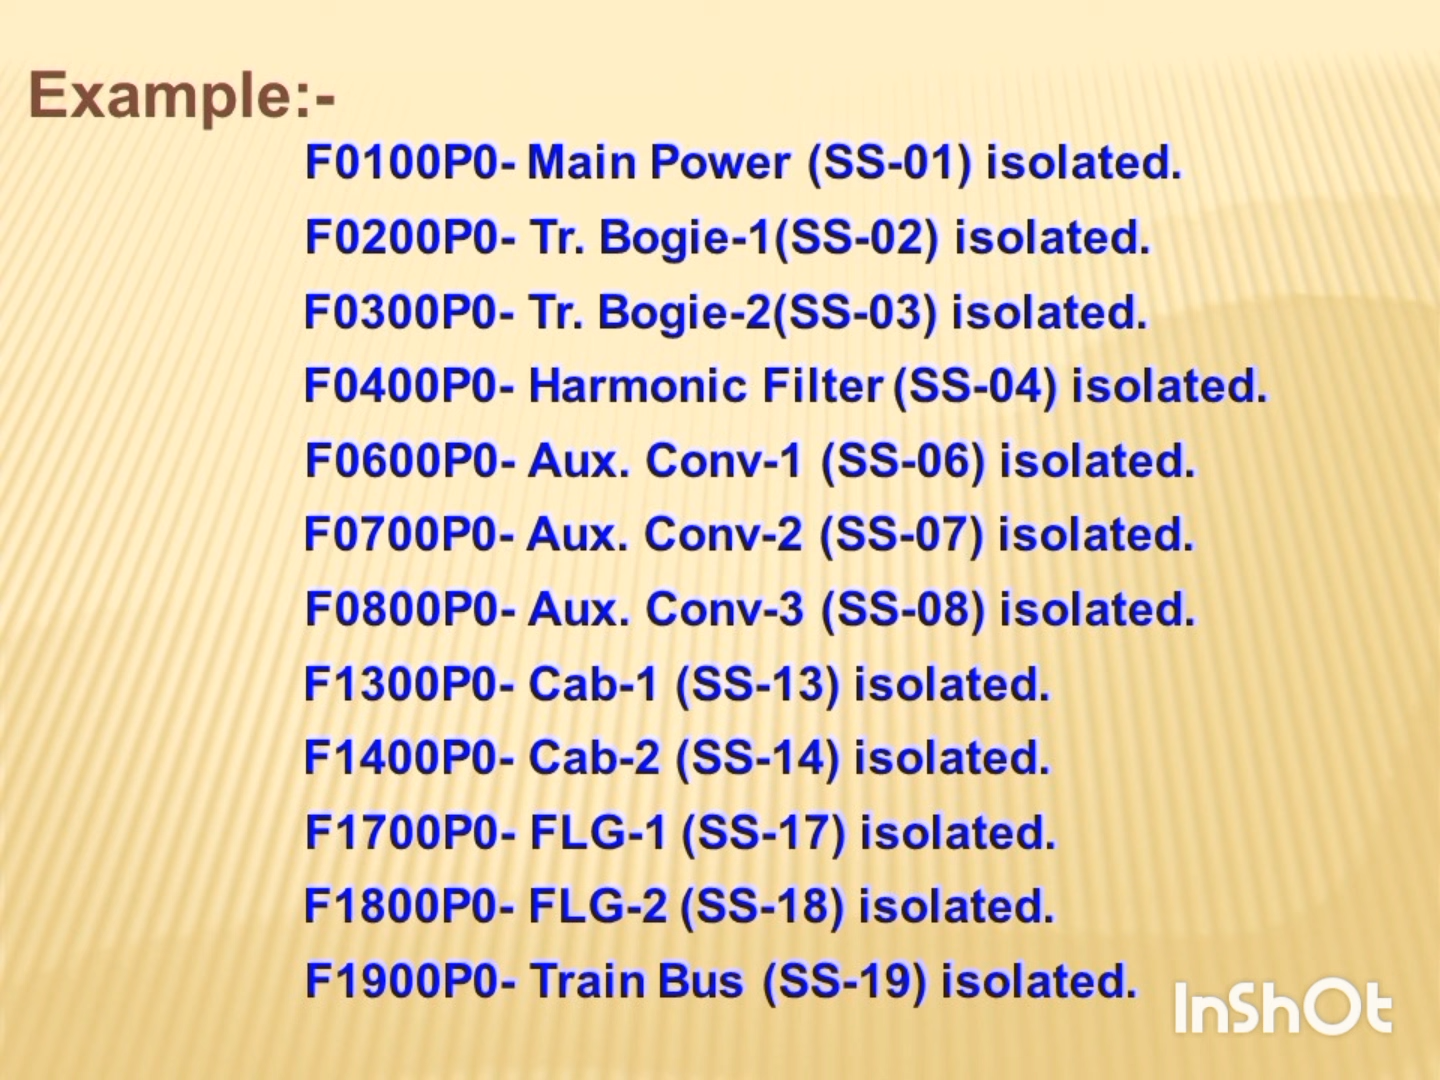 Example:-
F0100P0- Main Power (SS-01) isolated.
F0200P0- Tr. Bogie-1(SS-02) isolated.
F0300P0- Tr. Bogie-2(SS-03) isolated.
F0400P0- Harmonic Filter (SS-04) isolated.
F0600P0- Aux. Conv-1 (SS-06) isolated.
F0700P0- Aux. Conv-2 (SS-07) isolated.
F0800P0- Aux. Conv-3 (SS-08) isolated.
F1300P0- Cab-1 (SS-13) isolated.
F1400P0- Cab-2 (SS-14) isolated.
F1700P0- FLG-1 (SS-17) isolated.
F1800P0- FLG-2 (SS-18) isolated.
F1900P0- Train Bus (SS-19) isolated.
InShOt